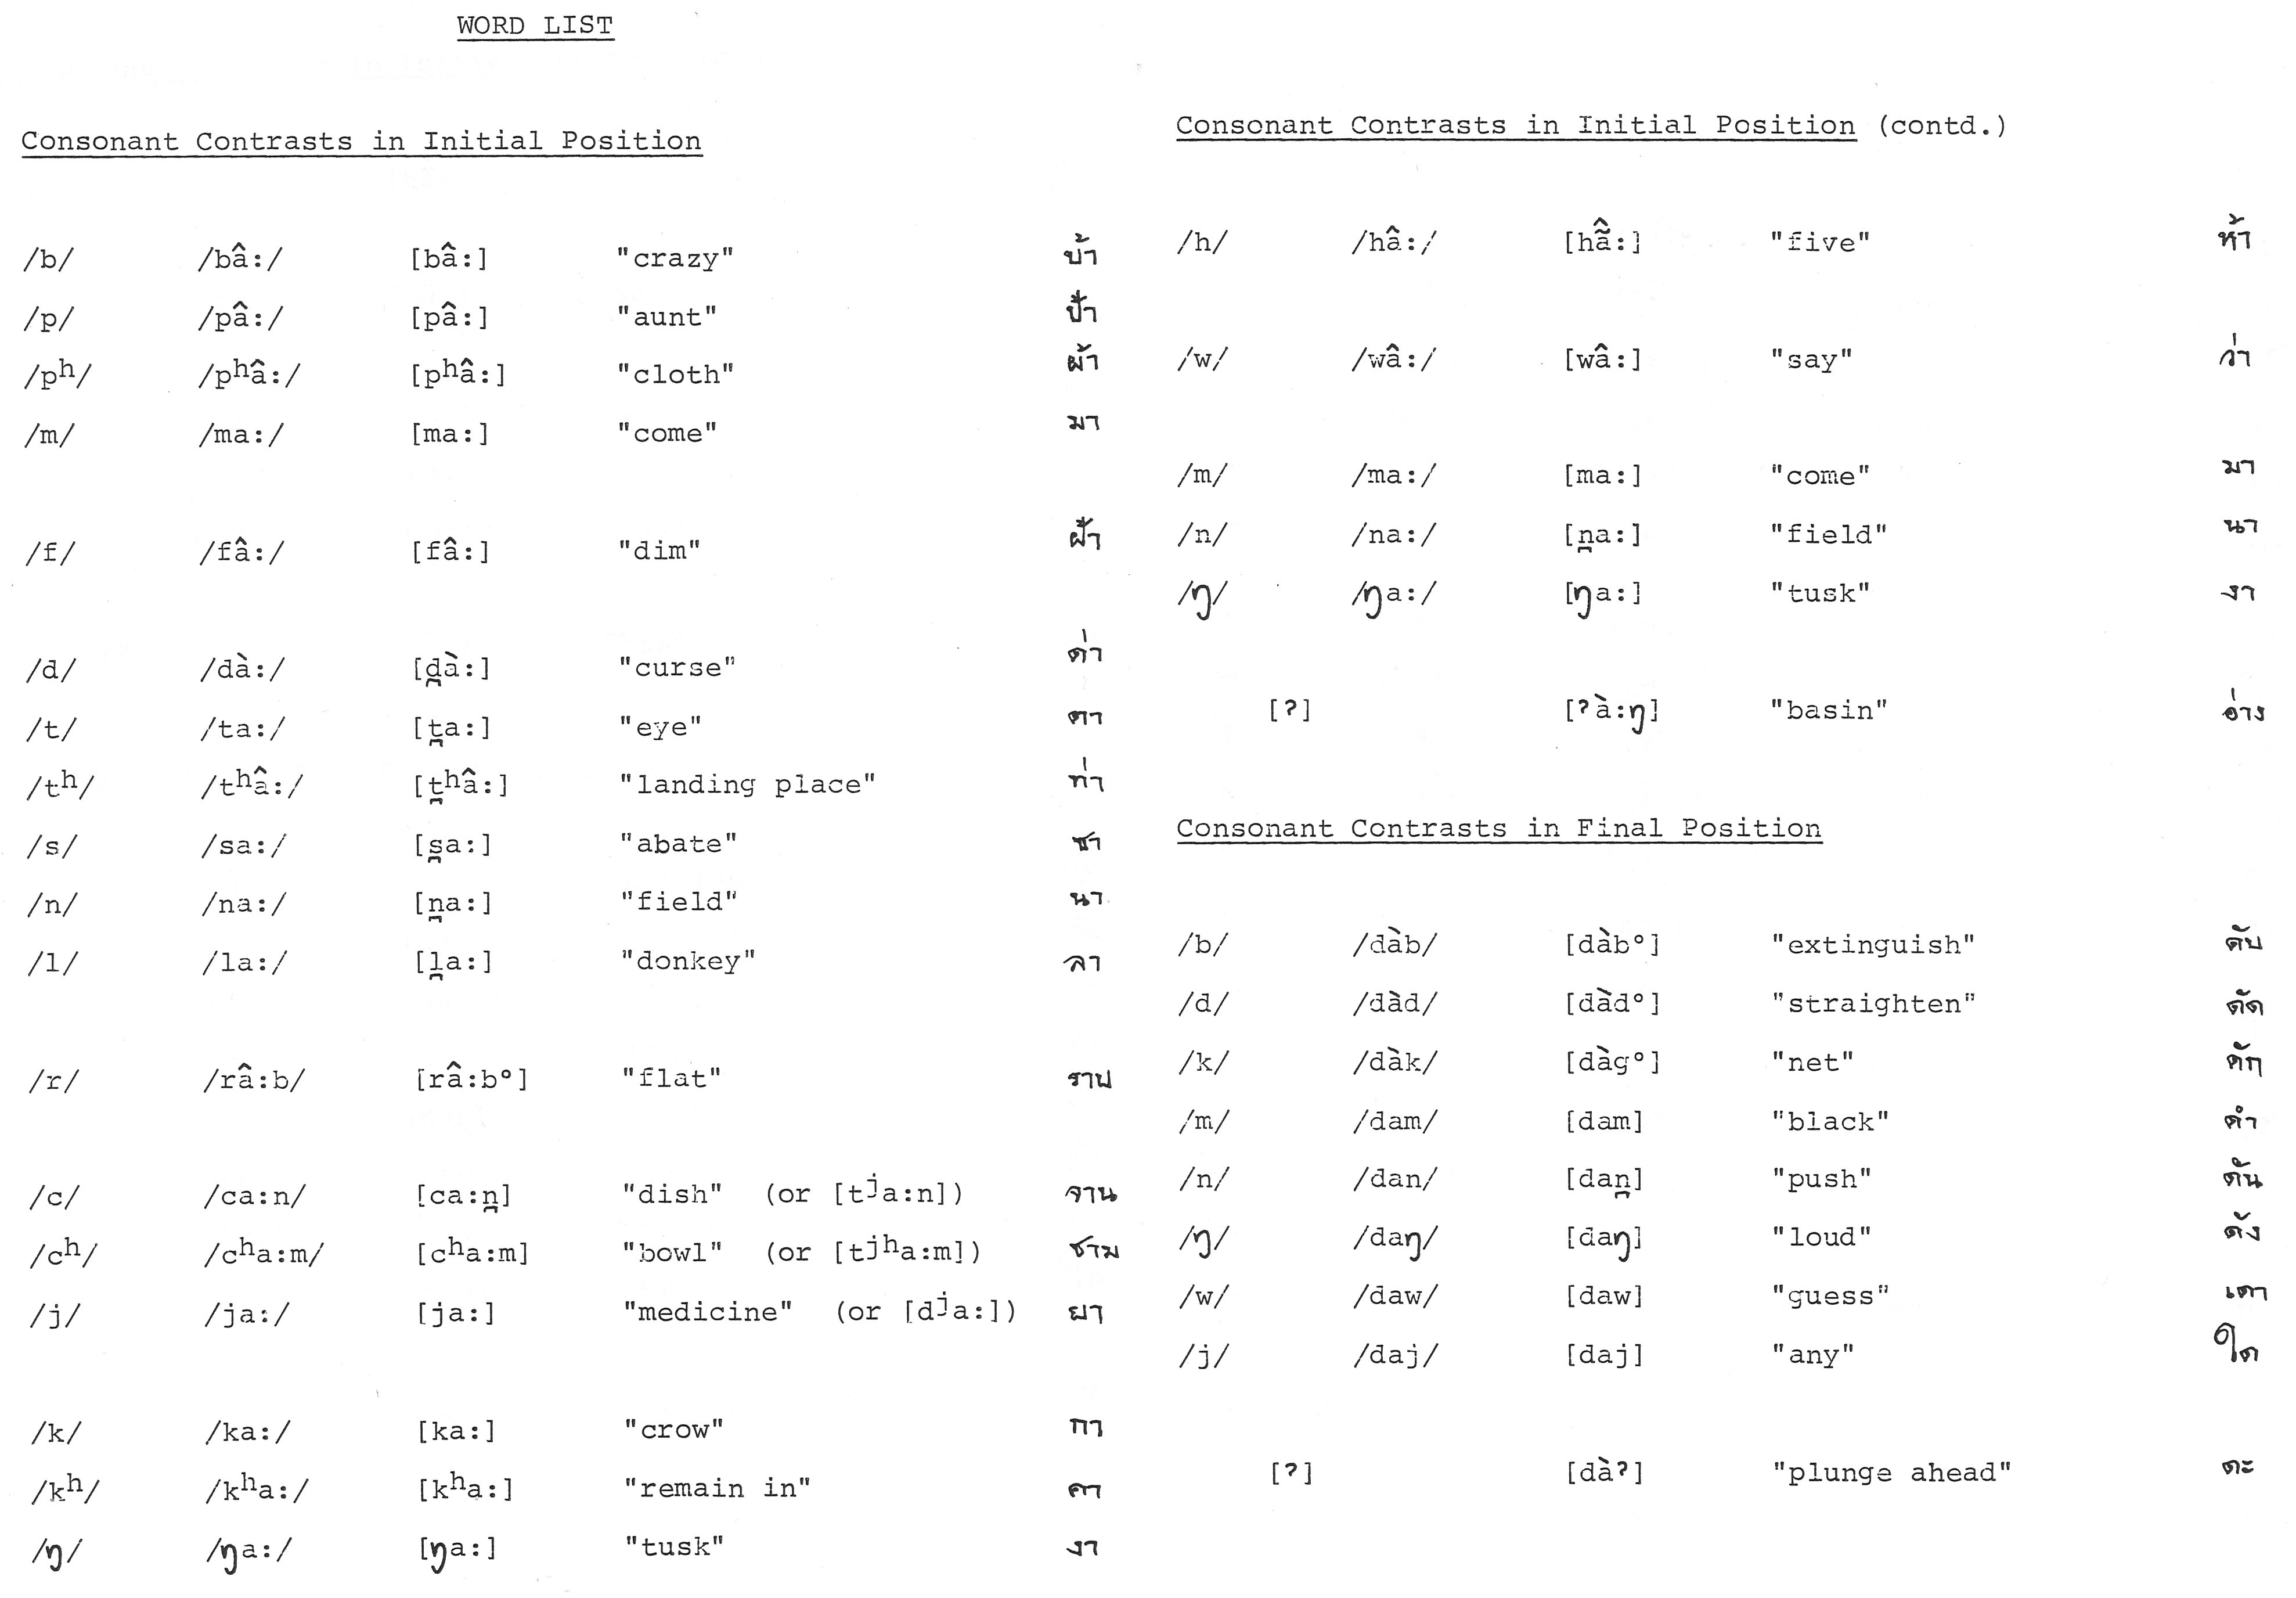 WORD LIST
Consonant Contrasts in Initial Position
/b/ /bâ:/ [bâ:] "crazy" บ้า
/p/ /pâ:/ [pâ:] "aunt" ป้า
/pʰ/ /pʰâ:/ [pʰâ:] "cloth" ผ้า
/m/ /ma:/ [ma:] "come" มา
/f/ /fâ:/ [fâ:] "dim" ฝ้า
/d/ /dà:/ [d̪à:] "curse" ด่า
/t/ /ta:/ [t̪a:] "eye" ตา
/tʰ/ /tʰâ:/ [t̪ʰâ:] "landing place" ท่า
/s/ /sa:/ [s̪a:] "abate" ซา
/n/ /na:/ [n̪a:] "field" นา
/l/ /la:/ [l̪a:] "donkey" ลา
/r/ /râ:b/ [râ:b°] "flat" ราบ
/c/ /ca:n/ [ca:n̪] "dish" (or [tʲa:n]) จาน
/cʰ/ /cʰa:m/ [cʰa:m] "bowl" (or [tʲʰa:m]) ชาม
/j/ /ja:/ [ja:] "medicine" (or [dʲa:]) ยา
/k/ /ka:/ [ka:] "crow" กา
/kʰ/ /kʰa:/ [kʰa:] "remain in" คา
/ŋ/ /ŋa:/ [ŋa:] "tusk" งา
Consonant Contrasts in Initial Position (contd.)
/h/ /hâ:/ [hã̂:] "five" ห้า
/w/ /wâ:/ [wâ:] "say" ว่า
/m/ /ma:/ [ma:] "come" มา
/n/ /na:/ [n̪a:] "field" นา
/ŋ/ /ŋa:/ [ŋa:] "tusk" งา
[ʔ] [ʔà:ŋ] "basin" อ่าง
Consonant Contrasts in Final Position
/b/ /dàb/ [dàb°] "extinguish" ดับ
/d/ /dàd/ [dàd°] "straighten" ดัด
/k/ /dàk/ [dàg°] "net" ดัก
/m/ /dam/ [dam] "black" ดำ
/n/ /dan/ [dan̪] "push" ดัน
/ŋ/ /daŋ/ [daŋ] "loud" ดัง
/w/ /daw/ [daw] "guess" เดา
/j/ /daj/ [daj] "any" ใด
[ʔ] [dàʔ] "plunge ahead" ดะ